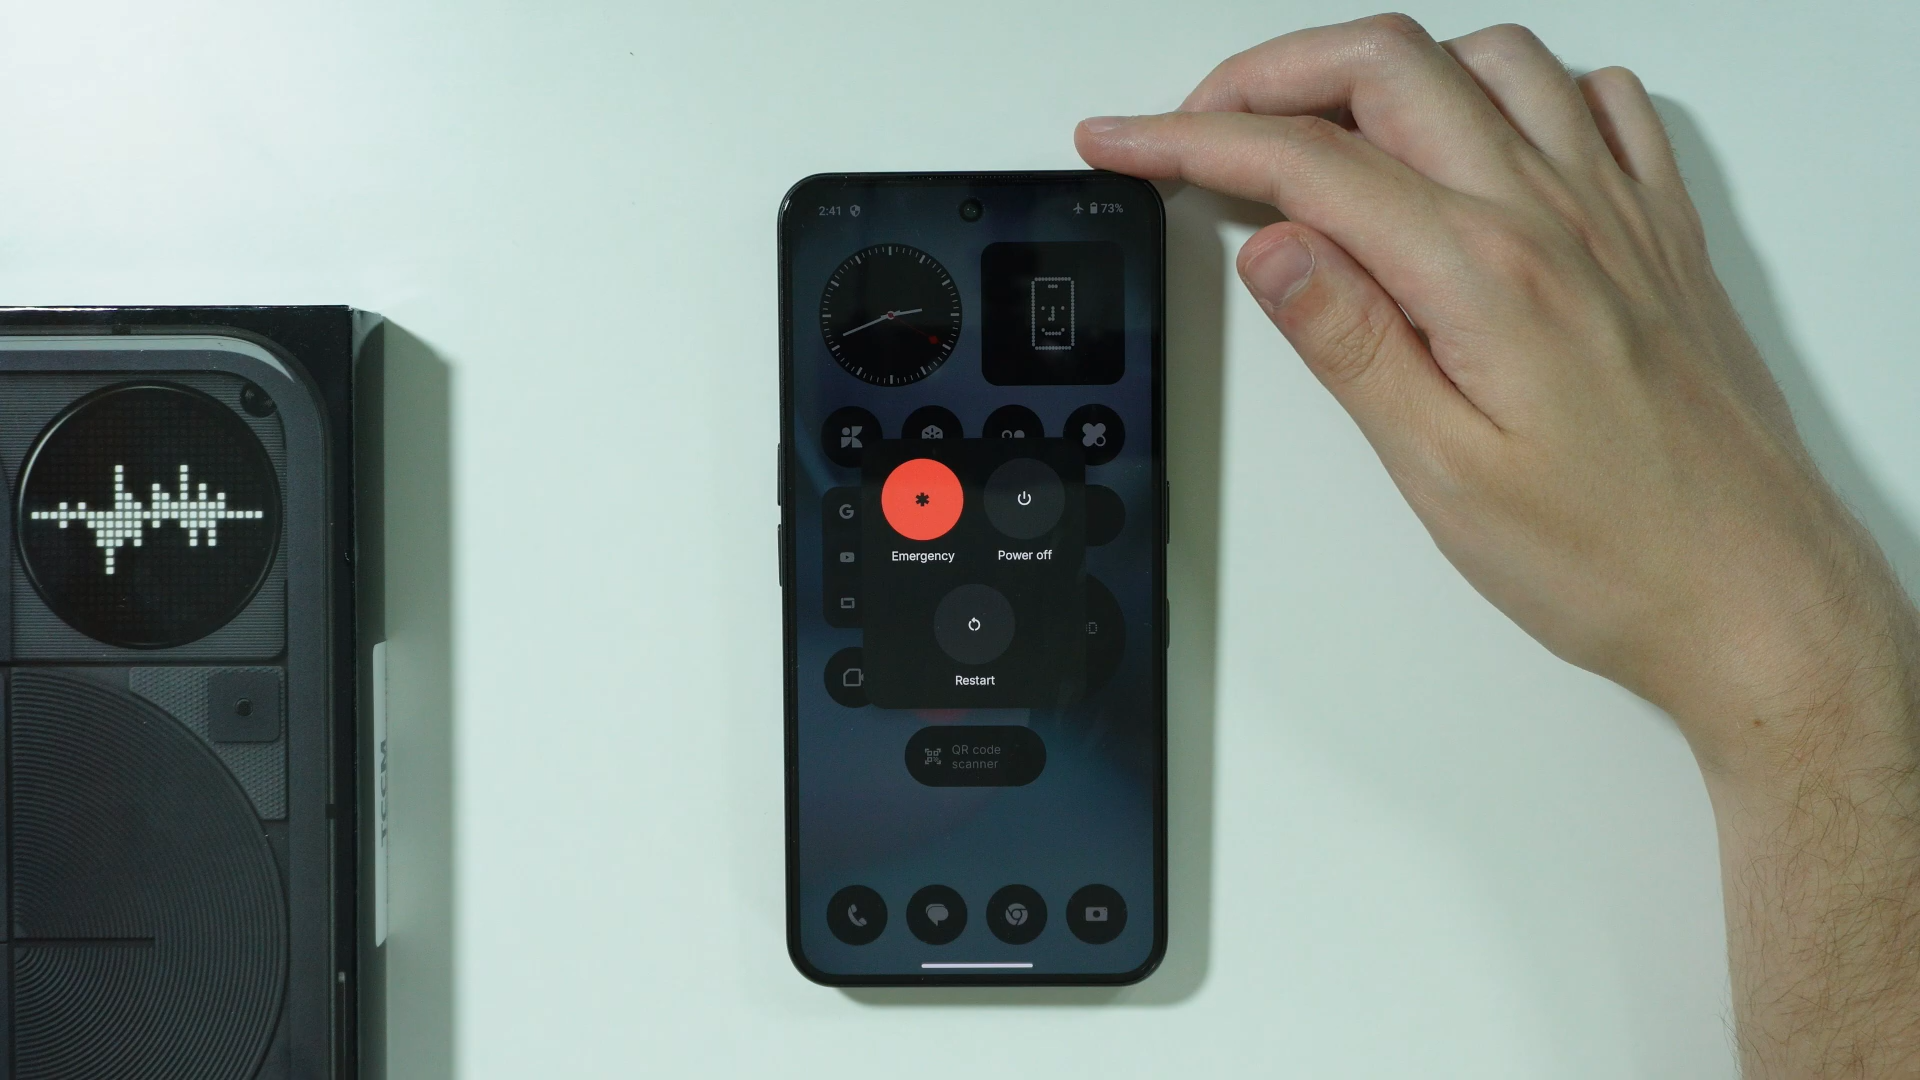 2:41
73%
G
Emergency
Power off
Restart
QR code
scanner